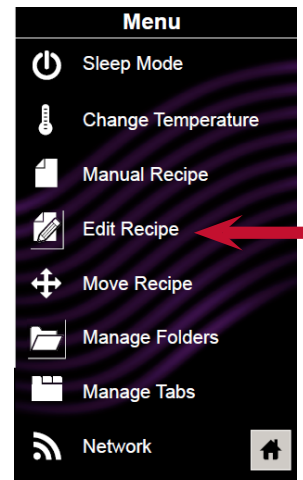 Menu
Sleep Mode
Change Temperature
Manual Recipe
Edit Recipe
Move Recipe
Manage Folders
Manage Tabs
Network